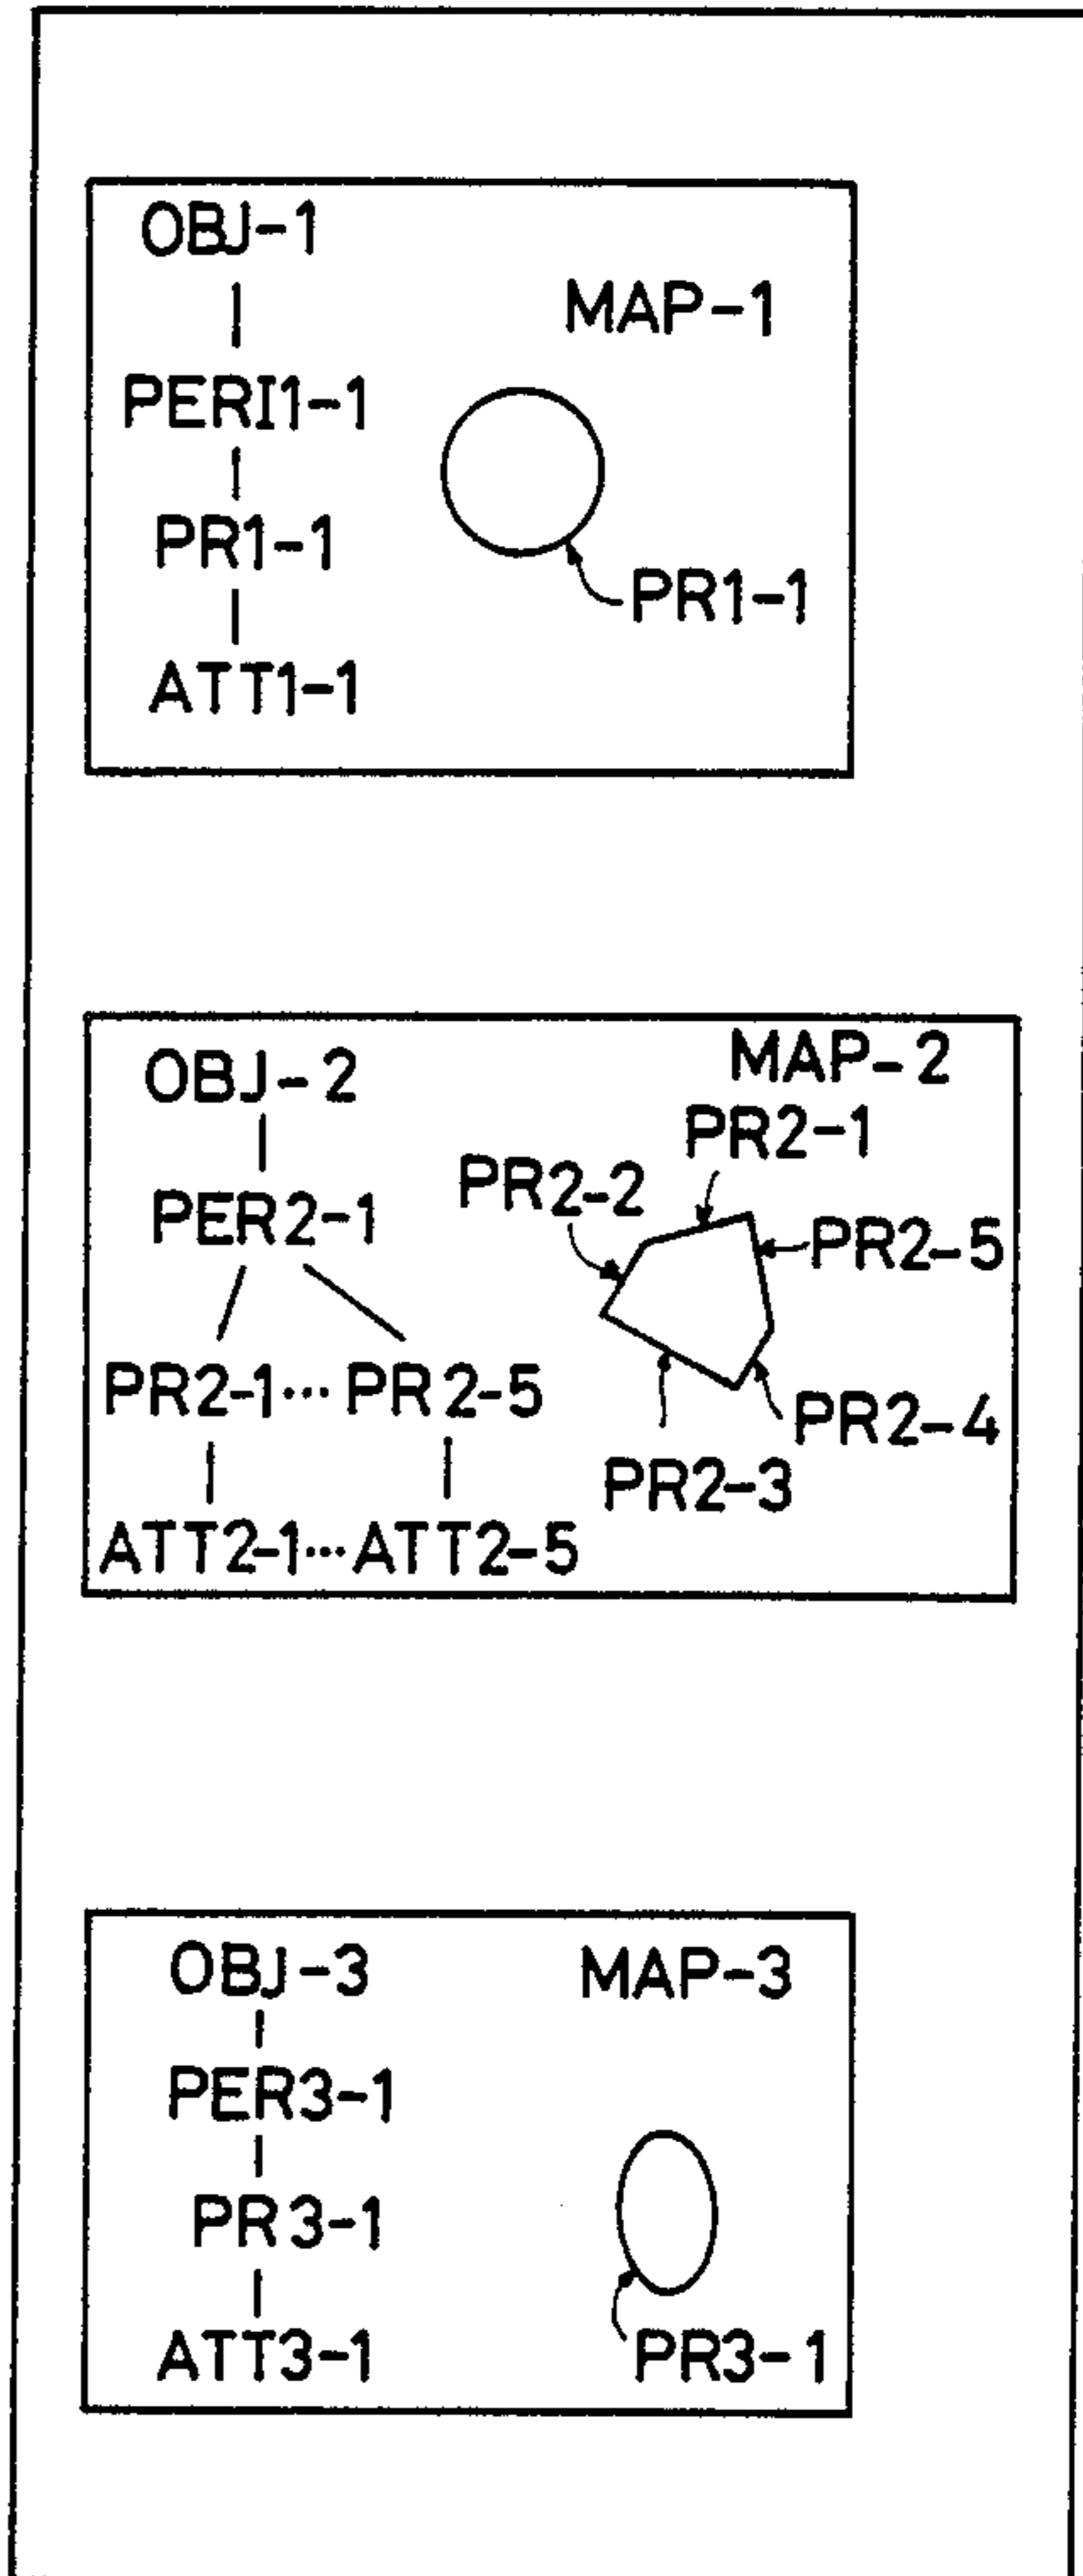 OBJ-1
MAP-1
PERI1-1
PR1-1
PR1-1
ATT1-1
OBJ-2
MAP-2
PR2-1
PR2-2
PER2-1
PR2-5
PR2-1... PR2-5
PR2-4
PR2-3
ATT2-1...ATT2-5
OBJ-3
MAP-3
PER3-1
PR3-1
ATT3-1
PR3-1